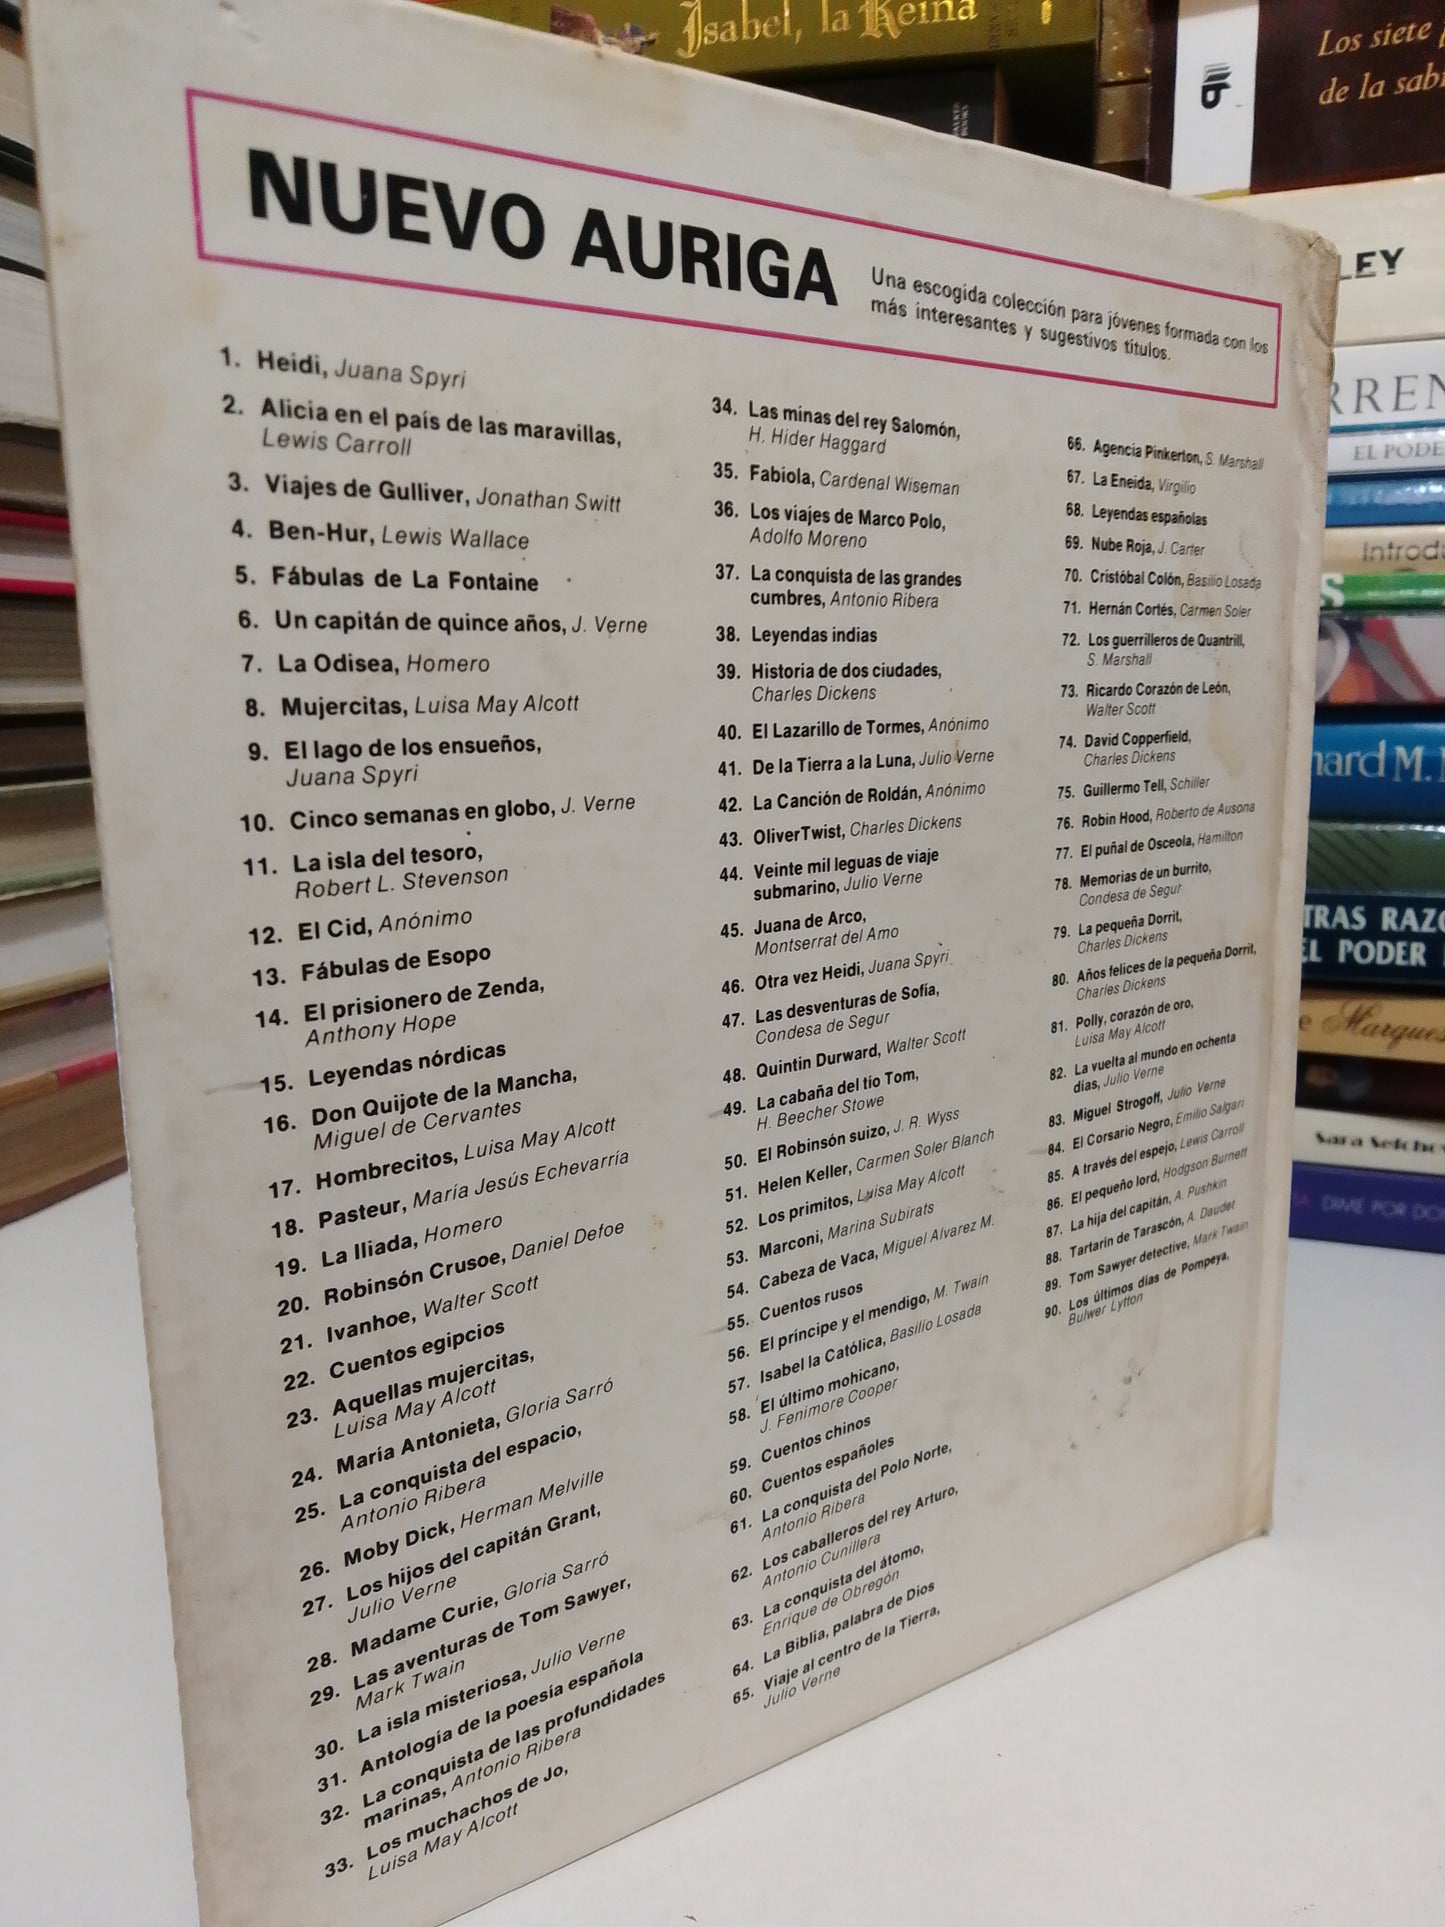 Isabel, la Reina
Los siete
de la sab
NUEVO AURIGA
Una escogida colección para jóvenes formada con los
más interesantes y sugestivos títulos.
1. Heidi, Juana Spyri
2. Alicia en el país de las maravillas,
Lewis Carroll
3. Viajes de Gulliver, Jonathan Switt
4. Ben-Hur, Lewis Wallace
5. Fábulas de La Fontaine
6. Un capitán de quince años, J. Verne
7. La Odisea, Homero
8. Mujercitas, Luisa May Alcott
9. El lago de los ensueños,
Juana Spyri
10. Cinco semanas en globo, J. Verne
11. La isla del tesoro,
Robert L. Stevenson
12. El Cid, Anónimo
13. Fábulas de Esopo
14. El prisionero de Zenda,
Anthony Hope
15. Leyendas nórdicas
16. Don Quijote de la Mancha,
Miguel de Cervantes
17. Hombrecitos, Luisa May Alcott
18. Pasteur, María Jesús Echevarría
19. La Iliada, Homero
20. Robinsón Crusoe, Daniel Defoe
21. Ivanhoe, Walter Scott
22. Cuentos egipcios
23. Aquellas mujercitas,
Luisa May Alcott
24. María Antonieta, Gloria Sarró
25. La conquista del espacio,
Antonio Ribera
26. Moby Dick, Herman Melville
27. Los hijos del capitán Grant,
Julio Verne
28. Madame Curie, Gloria Sarró
29. Las aventuras de Tom Sawyer,
Mark Twain
30. La isla misteriosa, Julio Verne
31. Antología de la poesía española
32. La conquista de las profundidades
marinas, Antonio Ribera
33. Los muchachos de Jo,
Luisa May Alcott
34. Las minas del rey Salomón,
H. Hider Haggard
35. Fabiola, Cardenal Wiseman
36. Los viajes de Marco Polo,
Adolfo Moreno
37. La conquista de las grandes
cumbres, Antonio Ribera
38. Leyendas indias
39. Historia de dos ciudades,
Charles Dickens
40. El Lazarillo de Tormes, Anónimo
41. De la Tierra a la Luna, Julio Verne
42. La Canción de Roldán, Anónimo
43. OliverTwist, Charles Dickens
44. Veinte mil leguas de viaje
submarino, Julio Verne
45. Juana de Arco,
Montserrat del Amo
46. Otra vez Heidi, Juana Spyri
47. Las desventuras de Sofía,
Condesa de Segur
48. Quintin Durward, Walter Scott
49. La cabaña del tío Tom,
H. Beecher Stowe
50. El Robinsón suizo, J. R. Wyss
51. Helen Keller, Carmen Soler Blanch
52. Los primitos, Luisa May Alcott
53. Marconi, Marina Subirats
54. Cabeza de Vaca, Miguel Alvarez M.
55. Cuentos rusos
56. El príncipe y el mendigo, M. Twain
57. Isabel la Católica, Basilio Losada
58. El último mohicano,
J. Fenimore Cooper
59. Cuentos chinos
60. Cuentos españoles
61. La conquista del Polo Norte,
Antonio Ribera
62. Los caballeros del rey Arturo,
Antonio Cunillera
63. La conquista del átomo,
Enrique de Obregón
64. La Biblia, palabra de Dios
65. Viaje al centro de la Tierra,
Julio Verne
66. Agencia Pinkerton, S. Marshall
67. La Eneida, Virgilio
68. Leyendas españolas
69. Nube Roja, J. Carter
70. Cristóbal Colón, Basilio Losada
71. Hernán Cortés, Carmen Soler
72. Los guerrilleros de Quantrill,
S. Marshall
73. Ricardo Corazón de León,
Walter Scott
74. David Copperfield,
Charles Dickens
75. Guillermo Tell, Schiller
76. Robin Hood, Roberto de Ausona
77. El puñal de Osceola, Hamilton
78. Memorias de un burrito,
Condesa de Segur
79. La pequeña Dorrit,
Charles Dickens
80. Años felices de la pequeña Dorrit,
Charles Dickens
81. Polly, corazón de oro,
Luisa May Alcott
82. La vuelta al mundo en ochenta
días, Julio Verne
83. Miguel Strogoff, Julio Verne
84. El Corsario Negro, Emilio Salgari
85. A través del espejo, Lewis Carroll
86. El pequeño lord, Hodgson Burnett
87. La hija del capitán, A. Pushkin
88. Tartarín de Tarascón, A. Daudet
89. Tom Sawyer detective, Mark Twain
90. Los últimos días de Pompeya,
Bulwer Lytton
LEY
RREN
EL PODE
Introd
S
hard M.
TRAS RAZO
EL PODER
e Marques
DIME POR DO